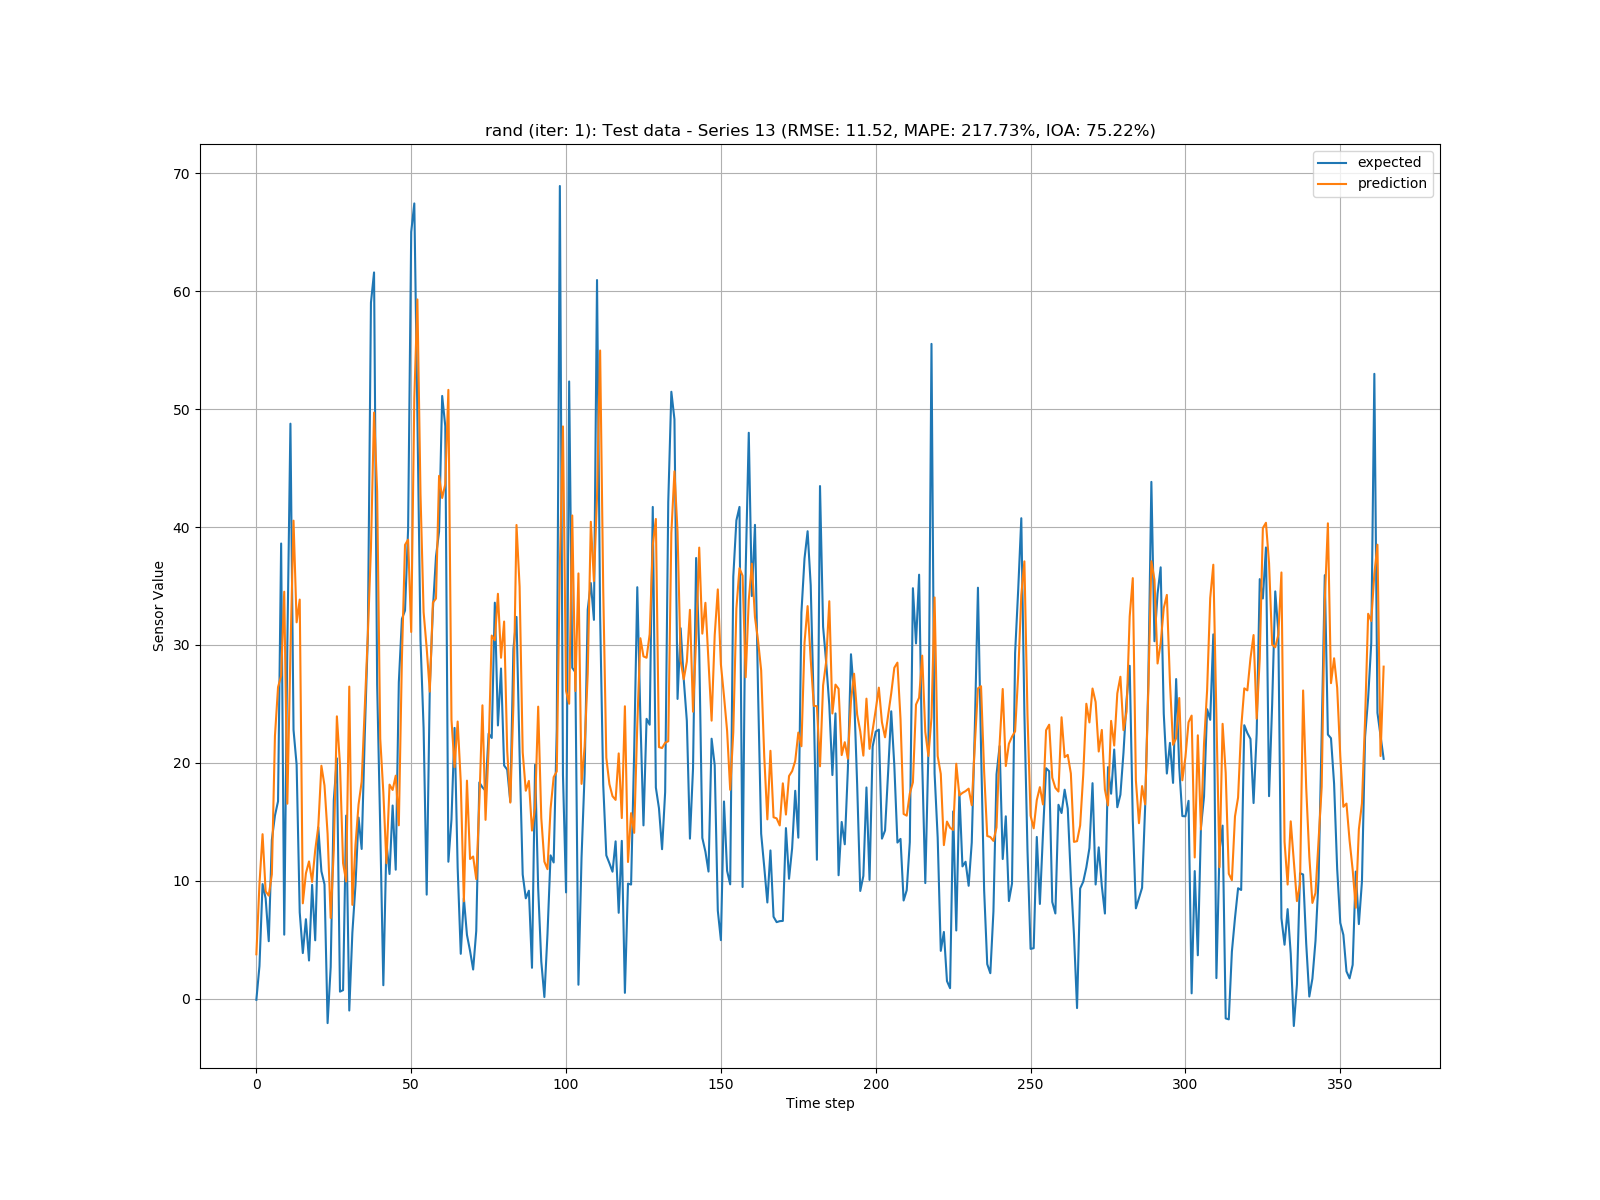 rand (iter: 1): Test data - Series 13 (RMSE: 11.52, MAPE: 217.73%, IOA: 75.22%)
expected
prediction
70
60
50
40
30
20
10
0
Sensor Value
0 50 100 150 200 250 300 350
Time step